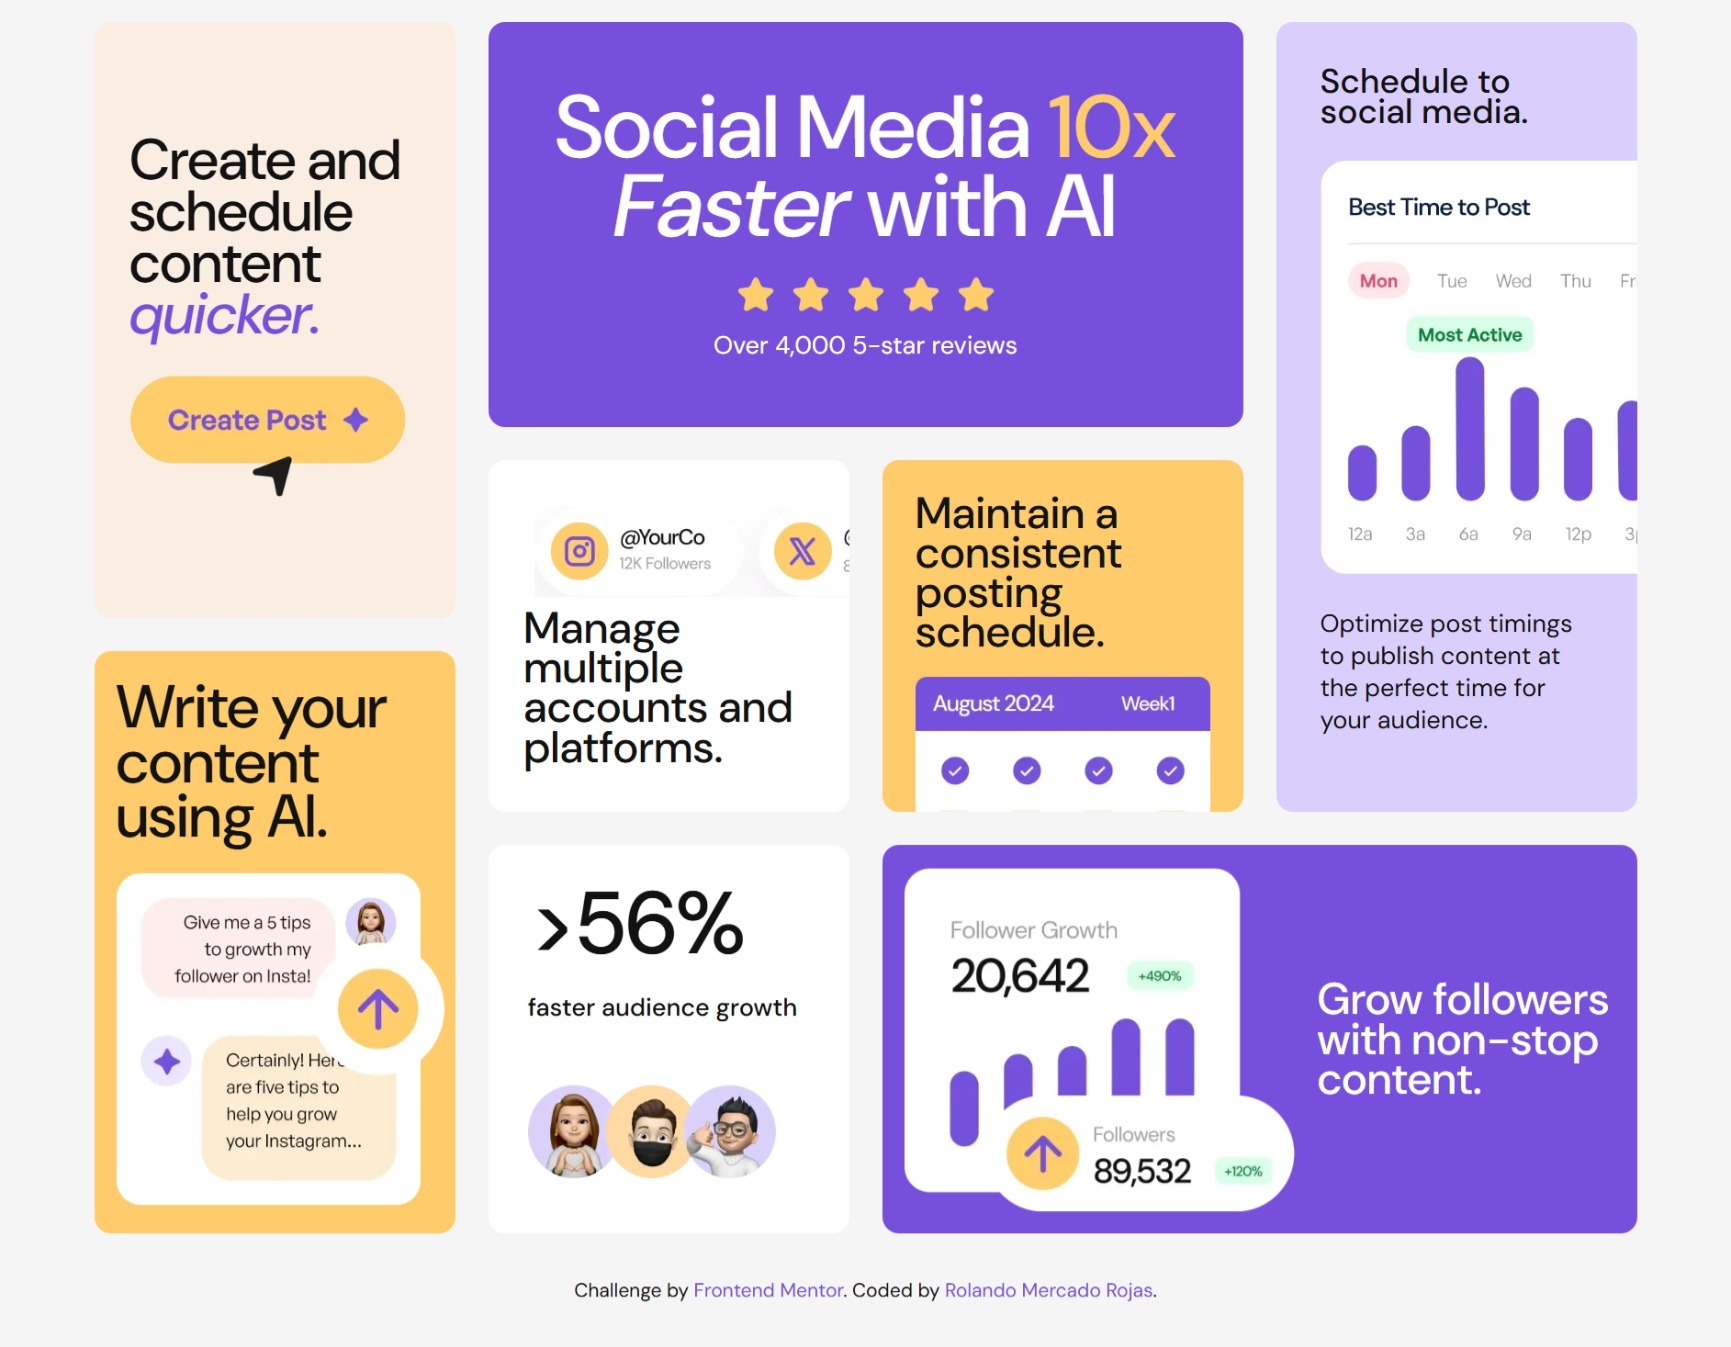 Create and
schedule
content
quicker.
Create Post
Social Media 10x
Faster with AI
Over 4,000 5-star reviews
Schedule to
social media.
Best Time to Post
Mon Tue Wed Thu Fr
Most Active
12a 3a 6a 9a 12p 3p
Optimize post timings
to publish content at
the perfect time for
your audience.
@YourCo
12K Followers
Manage
multiple
accounts and
platforms.
Maintain a
consistent
posting
schedule.
August 2024 Week1
Write your
content
using AI.
Give me a 5 tips
to growth my
follower on Insta!
Certainly! Here
are five tips to
help you grow
your Instagram...
>56%
faster audience growth
Follower Growth
20,642 +490%
Followers
89,532 +120%
Grow followers
with non-stop
content.
Challenge by Frontend Mentor. Coded by Rolando Mercado Rojas.